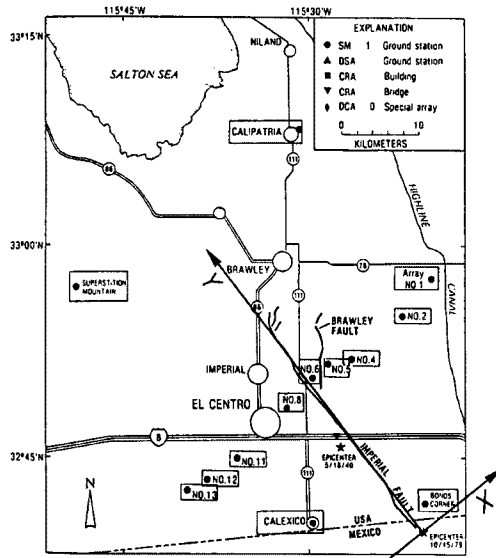 115°45'
115°30'
33°15'
NILAND
SALTON SEA
EXPLANATION
● SM 1 Ground station
▲ DSA Ground station
■ CRA Building
▼ CRA Bridge
DCA 0 Special array
0 10
KILOMETERS
CALIPATRIA
111
86
HIGHLINE
CANAL
33°00'
78
BRAWLEY
Y
Array
NO.1
SUPERSTITION
MOUNTAIN
86
111
NO.2
BRAWLEY
FAULT
NO.4
NO.5
NO.6
IMPERIAL
NO.8
EL CENTRO
8
32°45'
EPICENTER
5/18/40
IMPERIAL
FAULT
NO.11
NO.12
NO.13
111
BONDS
CORNER
X
N
CALEXICO
USA
MEXICO
EPICENTER
10/45/79